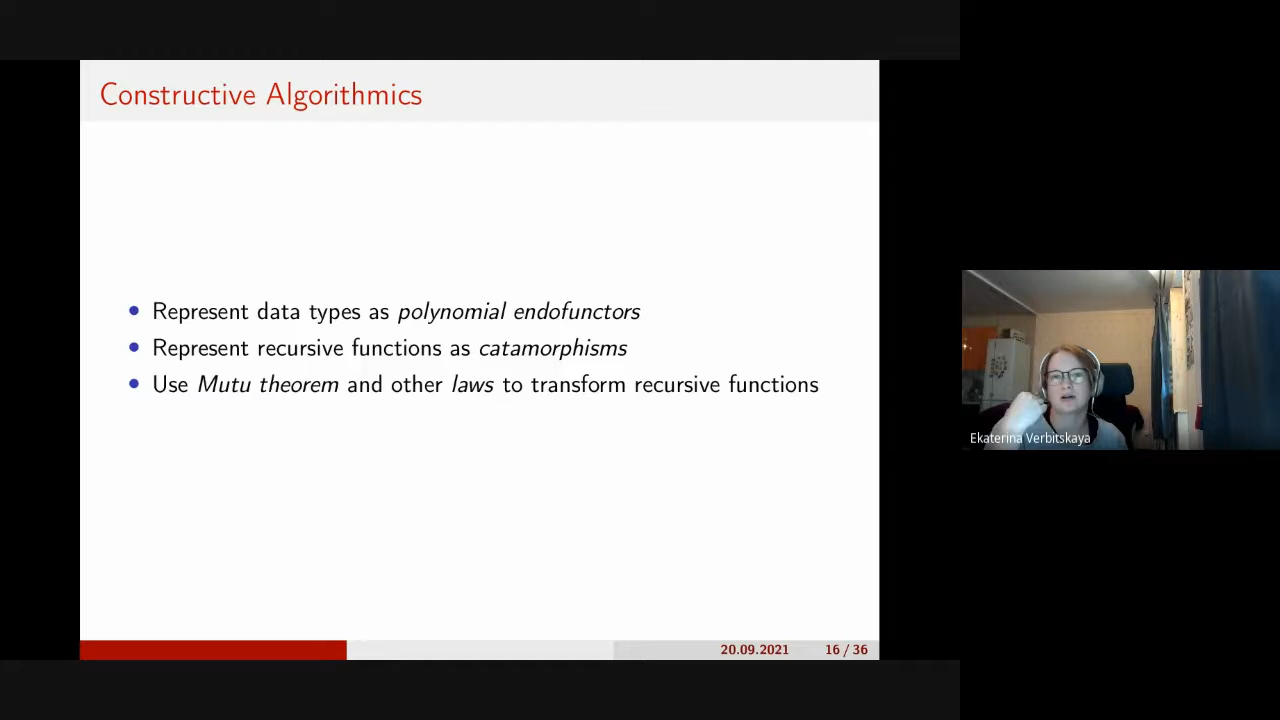 Constructive Algorithmics
• Represent data types as polynomial endofunctors
• Represent recursive functions as catamorphisms
• Use Mutu theorem and other laws to transform recursive functions
Ekaterina Verbitskaya
20.09.2021 16 / 36